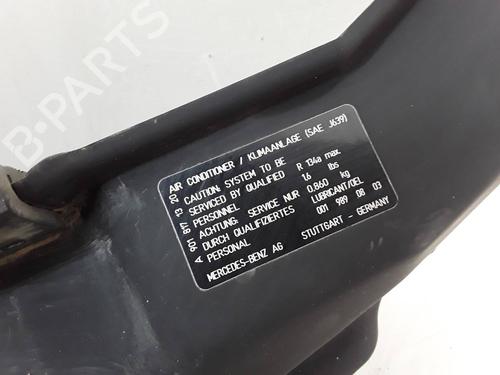 B-PARTS
A 901 817 13 20
AIR CONDITIONER / KLIMAANLAGE (SAE J639)
CAUTION: SYSTEM TO BE
SERVICED BY QUALIFIED
PERSONNEL
ACHTUNG: SERVICE NUR
DURCH QUALIFIZIERTES
PERSONAL
R 134a max.
1.6 lbs
0.860 kg
LUBRICANT/OEL
001 989 08 03
MERCEDES-BENZ AG STUTTGART - GERMANY